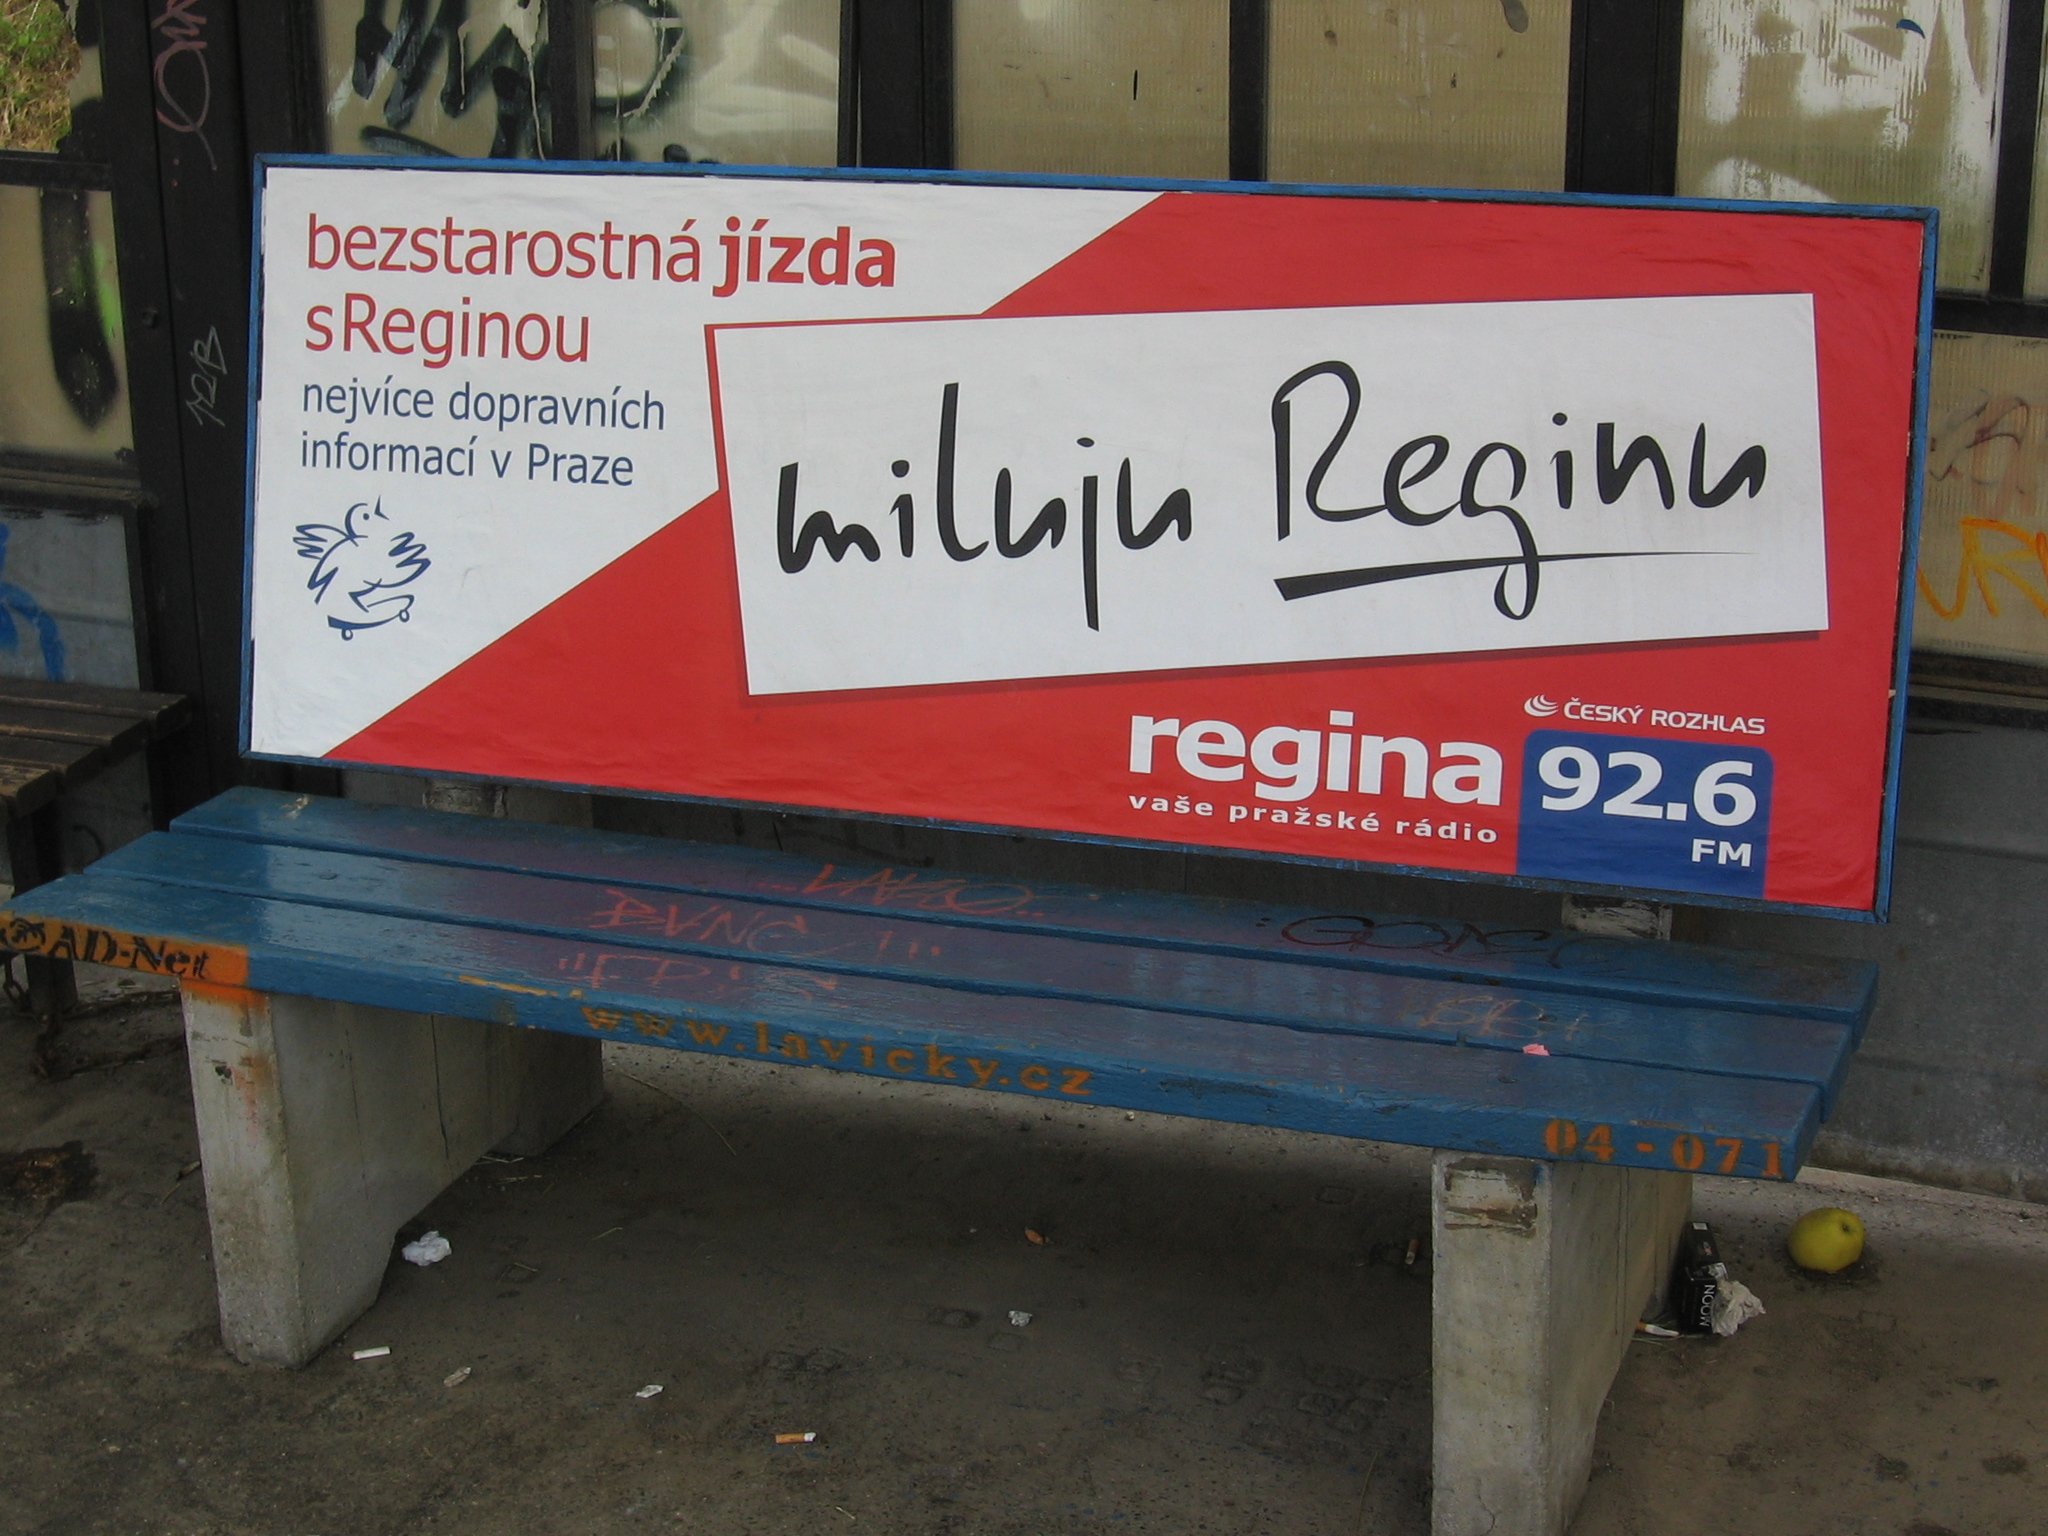 bezstarostná jízda
s Reginou
nejvíce dopravních
informací v Praze
miluju Reginu
ČESKÝ ROZHLAS
regina 92.6
vaše pražské rádio
FM
AD-Net
www.lavicky.cz
04-071
MOON